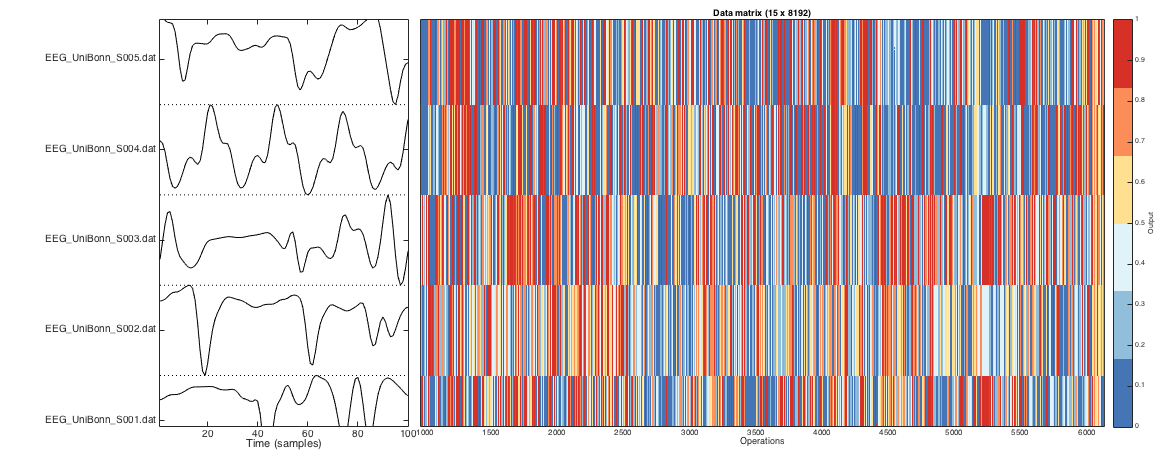 Data matrix (15 x 8192)
EEG_UniBonn_S005.dat
EEG_UniBonn_S004.dat
EEG_UniBonn_S003.dat
EEG_UniBonn_S002.dat
EEG_UniBonn_S001.dat
20 40 60 80 100
Time (samples)
1000 1500 2000 2500 3000 3500 4000 4500 5000 5500 6000
Operations
1
0.9
0.8
0.7
0.6
0.5
0.4
0.3
0.2
0.1
0
Output